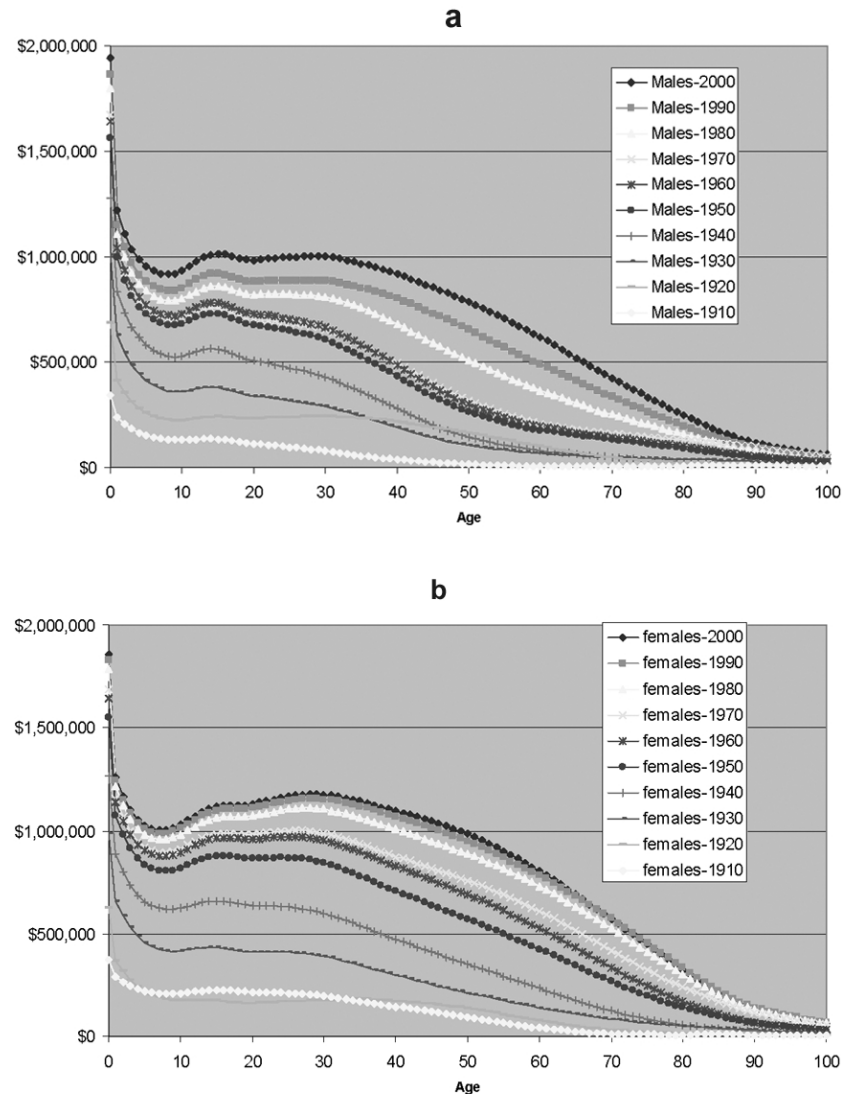 a
$2,000,000
$1,500,000
$1,000,000
$500,000
$0
0 10 20 30 40 50 60 70 80 90 100
Age
Males-2000
Males-1990
Males-1980
Males-1970
Males-1960
Males-1950
Males-1940
Males-1930
Males-1920
Males-1910
b
$2,000,000
$1,500,000
$1,000,000
$500,000
$0
0 10 20 30 40 50 60 70 80 90 100
Age
females-2000
females-1990
females-1980
females-1970
females-1960
females-1950
females-1940
females-1930
females-1920
females-1910